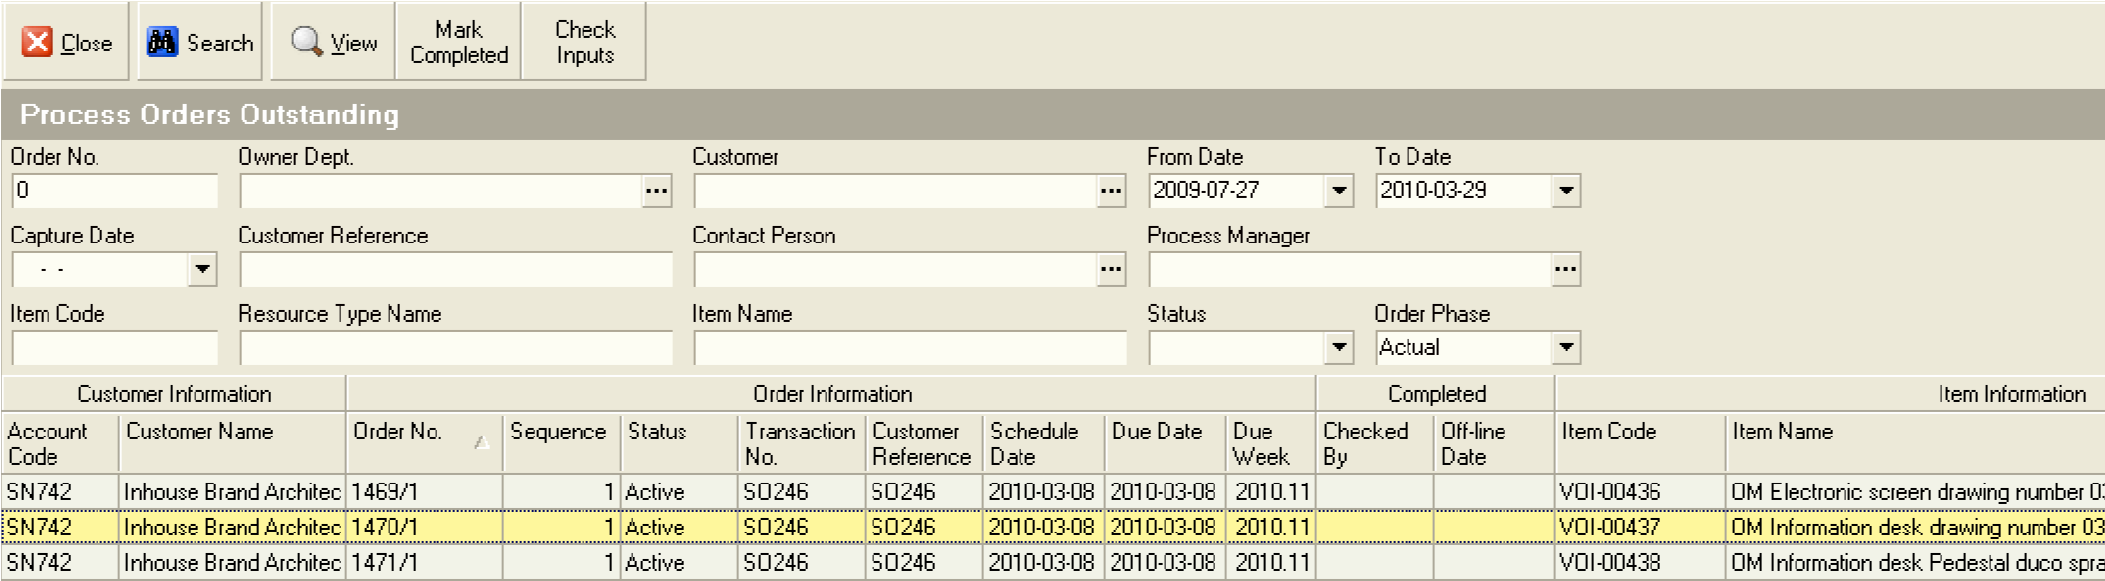 Close Search View Mark Completed Check Inputs
Process Orders Outstanding
Order No. Owner Dept. Customer From Date To Date
0 ... ... 2009-07-27 2010-03-29
Capture Date Customer Reference Contact Person Process Manager
- - ... ...
Item Code Resource Type Name Item Name Status Order Phase
Actual
Customer Information Order Information Completed Item Information
Account Code Customer Name Order No. Sequence Status Transaction No. Customer Reference Schedule Date Due Date Due Week Checked By Off-line Date Item Code Item Name
SN742 Inhouse Brand Architec 1469/1 1 Active SO246 SO246 2010-03-08 2010-03-08 2010.11 VOI-00436 OM Electronic screen drawing number
SN742 Inhouse Brand Architec 1470/1 1 Active SO246 SO246 2010-03-08 2010-03-08 2010.11 VOI-00437 OM Information desk drawing number 03
SN742 Inhouse Brand Architec 1471/1 1 Active SO246 SO246 2010-03-08 2010-03-08 2010.11 VOI-00438 OM Information desk Pedestal duco spra